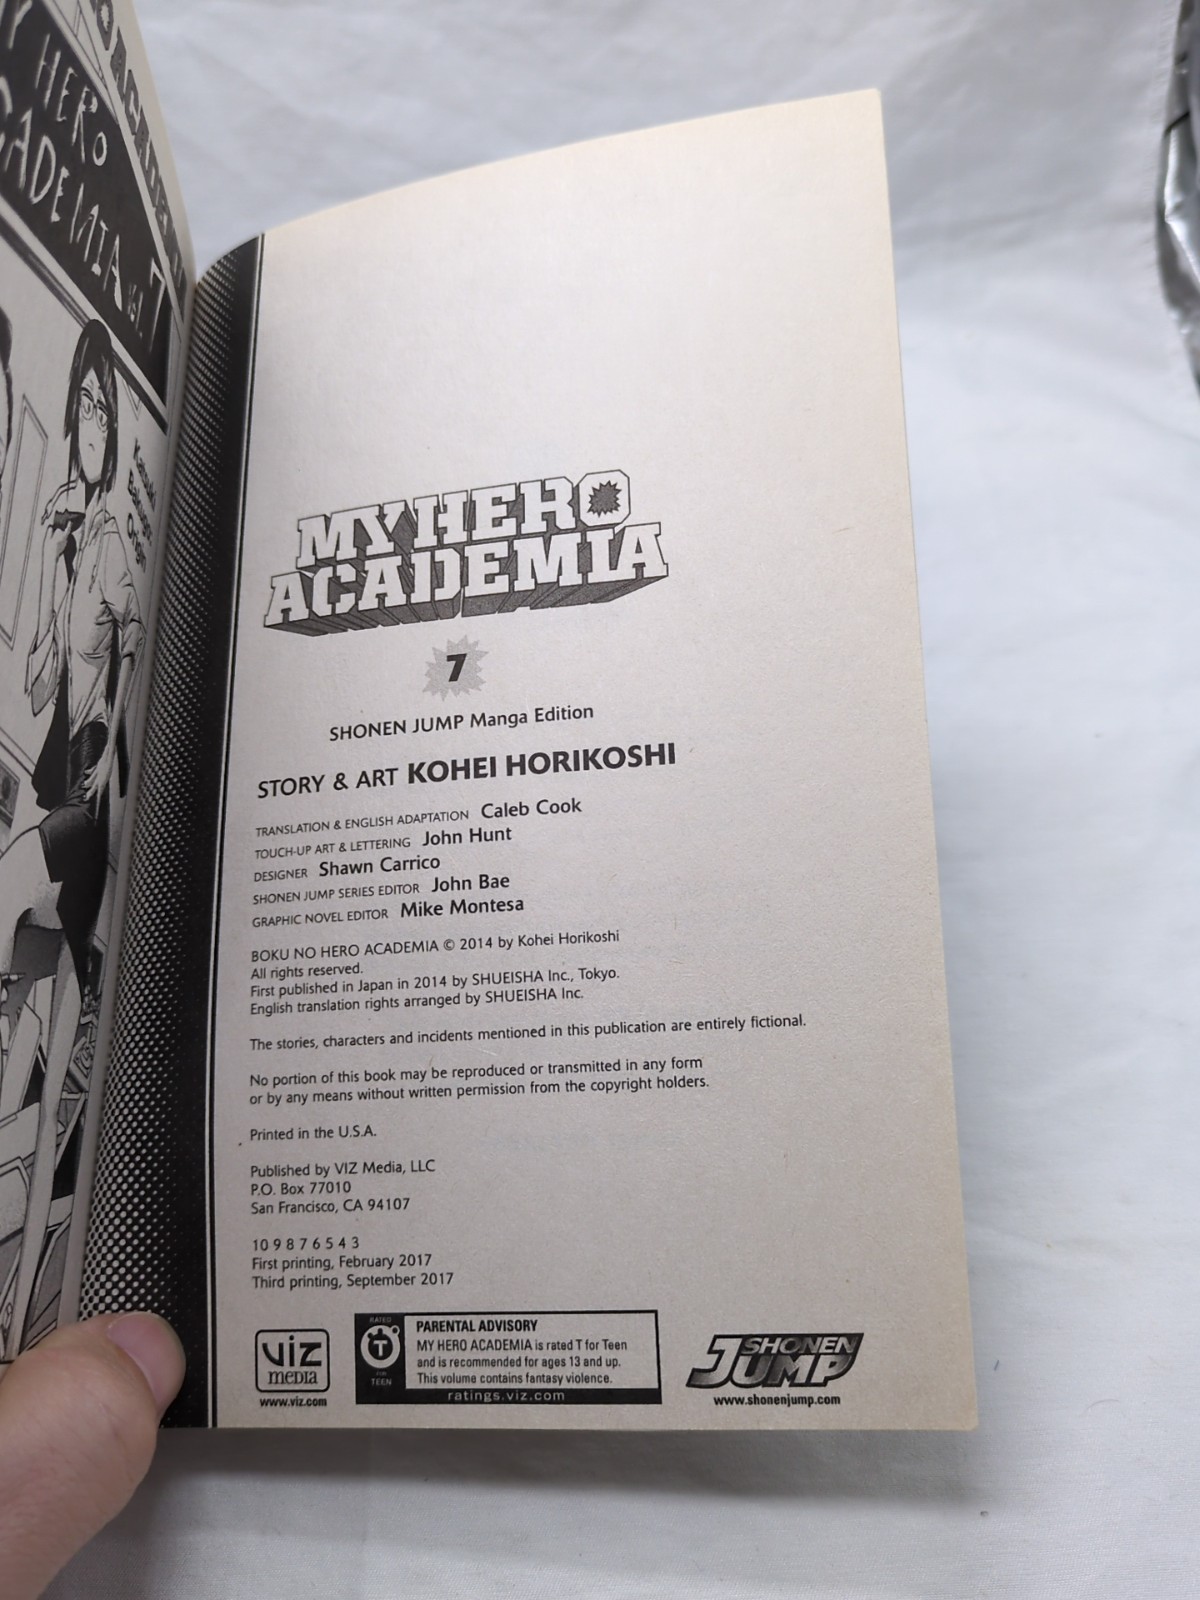 MY HERO
ACADEMIA vol.7
Katsuki
Bakugo:
Origin
MY HERO
ACADEMIA
7
SHONEN JUMP Manga Edition
STORY & ART KOHEI HORIKOSHI
TRANSLATION & ENGLISH ADAPTATION Caleb Cook
TOUCH-UP ART & LETTERING John Hunt
DESIGNER Shawn Carrico
SHONEN JUMP SERIES EDITOR John Bae
GRAPHIC NOVEL EDITOR Mike Montesa
BOKU NO HERO ACADEMIA © 2014 by Kohei Horikoshi
All rights reserved.
First published in Japan in 2014 by SHUEISHA Inc., Tokyo.
English translation rights arranged by SHUEISHA Inc.
The stories, characters and incidents mentioned in this publication are entirely fictional.
No portion of this book may be reproduced or transmitted in any form
or by any means without written permission from the copyright holders.
Printed in the U.S.A.
Published by VIZ Media, LLC
P.O. Box 77010
San Francisco, CA 94107
10 9 8 7 6 5 4 3
First printing, February 2017
Third printing, September 2017
viz
media
www.viz.com
RATED
T
FOR
TEEN
PARENTAL ADVISORY
MY HERO ACADEMIA is rated T for Teen
and is recommended for ages 13 and up.
This volume contains fantasy violence.
ratings.viz.com
SHONEN
JUMP
www.shonenjump.com